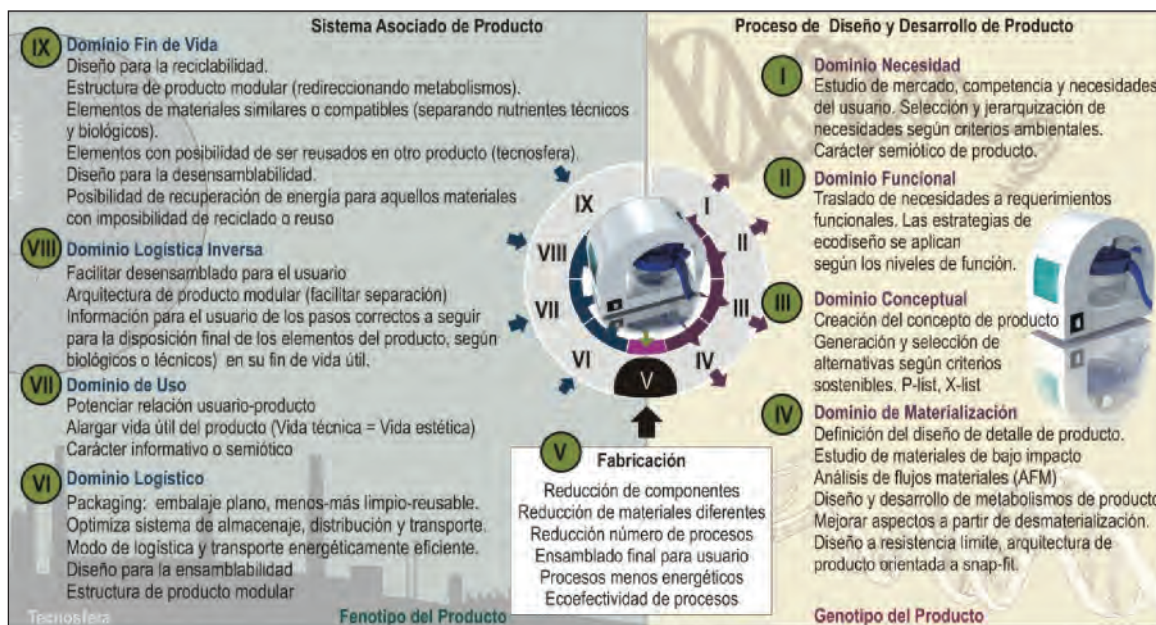 Sistema Asociado de Producto
IX
Dominio Fin de Vida
Diseño para la reciclabilidad.
Estructura de producto modular (redireccionando metabolismos).
Elementos de materiales similares o compatibles (separando nutrientes técnicos
y biológicos).
Elementos con posibilidad de ser reusados en otro producto (tecnosfera).
Diseño para la desensamblabilidad.
Posibilidad de recuperación de energía para aquellos materiales
con imposibilidad de reciclado o reuso
VIII
Dominio Logística Inversa
Facilitar desensamblado para el usuario
Arquitectura de producto modular (facilitar separación)
Información para el usuario de los pasos correctos a seguir
para la disposición final de los elementos del producto, según
biológicos o técnicos) en su fin de vida útil.
VII
Dominio de Uso
Potenciar relación usuario-producto
Alargar vida útil del producto (Vida técnica = Vida estética)
Carácter informativo o semiótico
VI
Dominio Logístico
Packaging: embalaje plano, menos-más limpio-reusable.
Optimiza sistema de almacenaje, distribución y transporte.
Modo de logística y transporte energéticamente eficiente.
Diseño para la ensamblabilidad
Estructura de producto modular
Tecnosfera
Fenotipo del Producto
IX
VIII
VII
VI
I
II
III
IV
V
V
Fabricación
Reducción de componentes
Reducción de materiales diferentes
Reducción número de procesos
Ensamblado final para usuario
Procesos menos energéticos
Ecoefectividad de procesos
Proceso de Diseño y Desarrollo de Producto
I
Dominio Necesidad
Estudio de mercado, competencia y necesidades
del usuario. Selección y jerarquización de
necesidades según criterios ambientales.
Carácter semiótico de producto.
II
Dominio Funcional
Traslado de necesidades a requerimientos
funcionales. Las estrategias de
ecodiseño se aplican
según los niveles de función.
III
Dominio Conceptual
Creación del concepto de producto
Generación y selección de
alternativas según criterios
sostenibles. P-list, X-list
IV
Dominio de Materialización
Definición del diseño de detalle de producto.
Estudio de materiales de bajo impacto
Análisis de flujos materiales (AFM)
Diseño y desarrollo de metabolismos de producto
Mejorar aspectos a partir de desmaterialización.
Diseño a resistencia límite, arquitectura de
producto orientada a snap-fit.
Genotipo del Producto